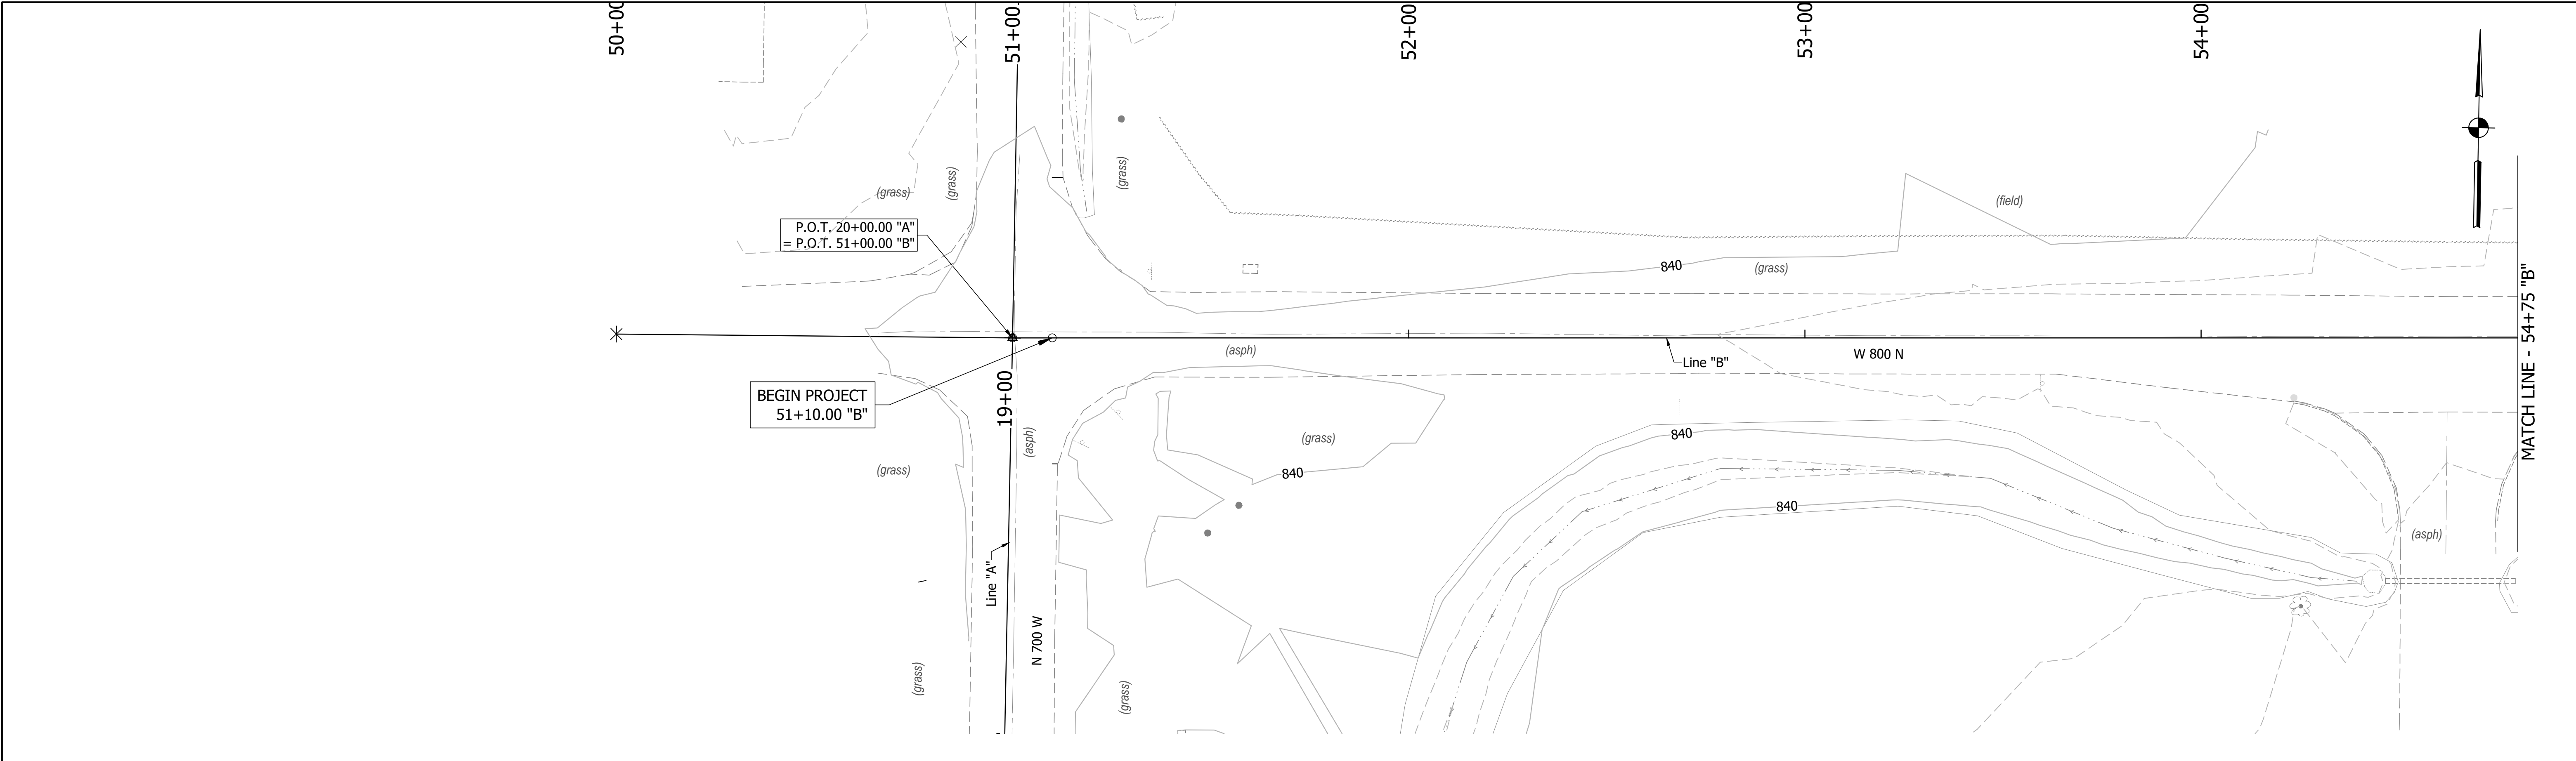 50+00
51+00
52+00
53+00
54+00
(grass)
(grass)
(grass)
(field)
P.O.T. 20+00.00 "A"
= P.O.T. 51+00.00 "B"
840
(grass)
MATCH LINE - 54+75 "B"
(asph)
W 800 N
Line "B"
BEGIN PROJECT
51+10.00 "B"
19+00
(asph)
(grass)
840
(grass)
840
840
(asph)
Line "A"
N 700 W
(grass)
(grass)